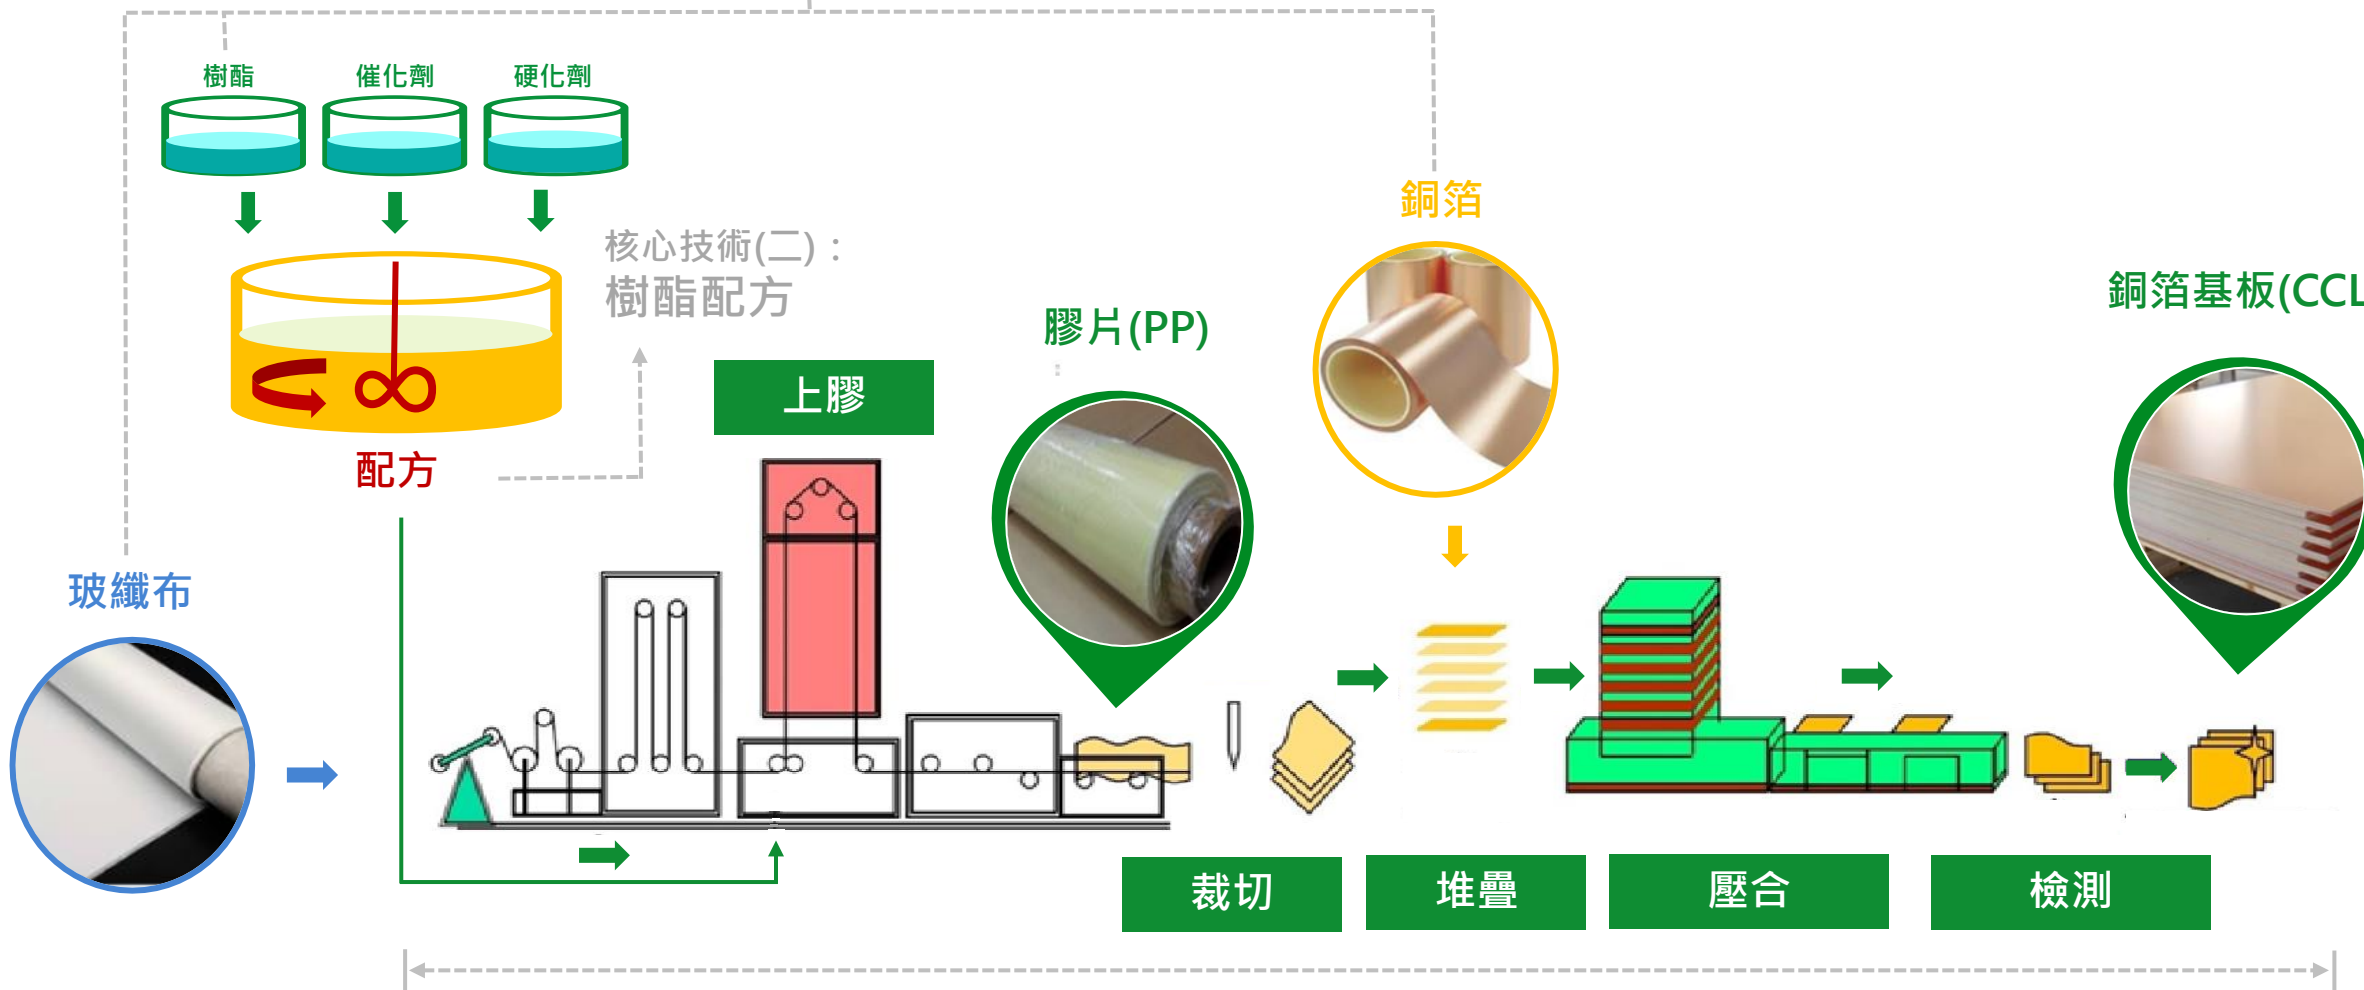 樹酯
催化劑
硬化劑
核心技術(二)：
樹酯配方
配方
玻纖布
上膠
膠片(PP)
銅箔
銅箔基板(CCL
裁切
堆疊
壓合
檢測